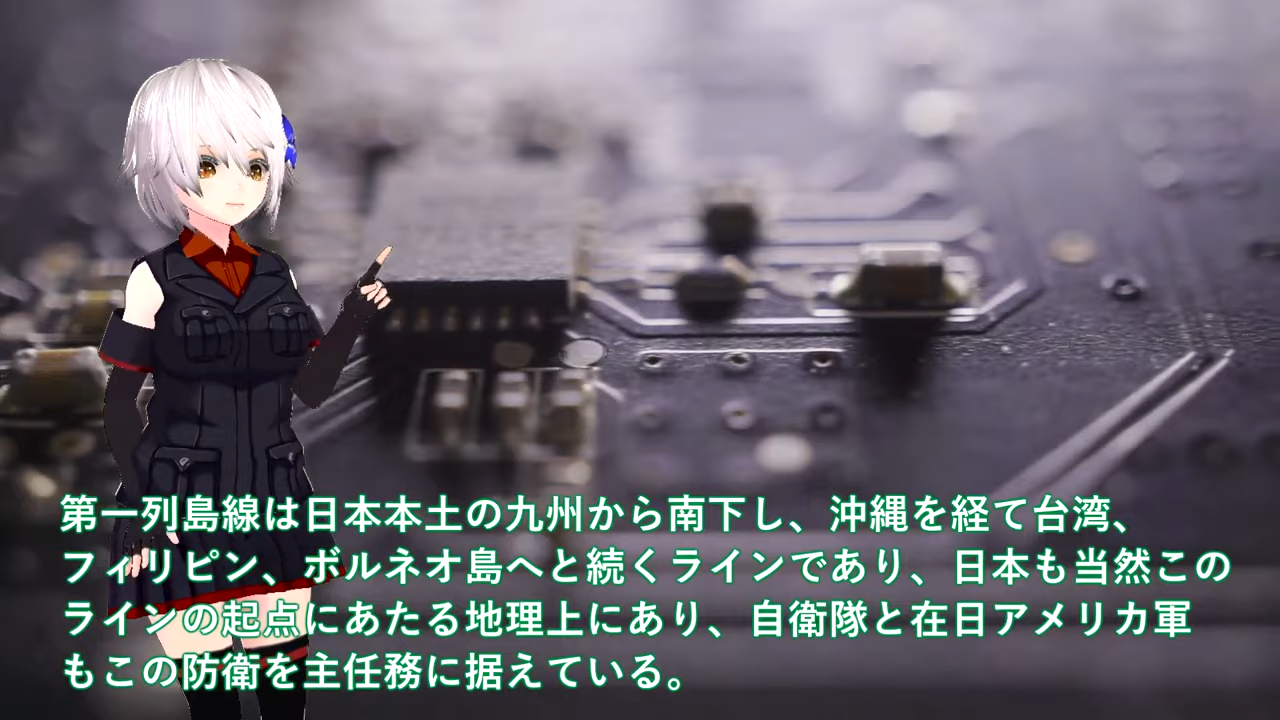 第一列島線は日本本土の九州から南下し、沖縄を経て台湾、
フィリピン、ボルネオ島へと続くラインであり、日本も当然この
ラインの起点にあたる地理上にあり、自衛隊と在日アメリカ軍
もこの防衛を主任務に据えている。